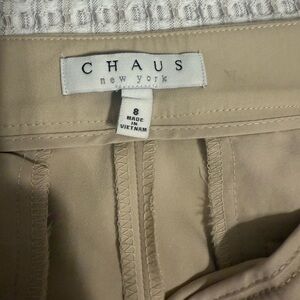 CHAUS
new york
8
MADE IN
VIETNAM